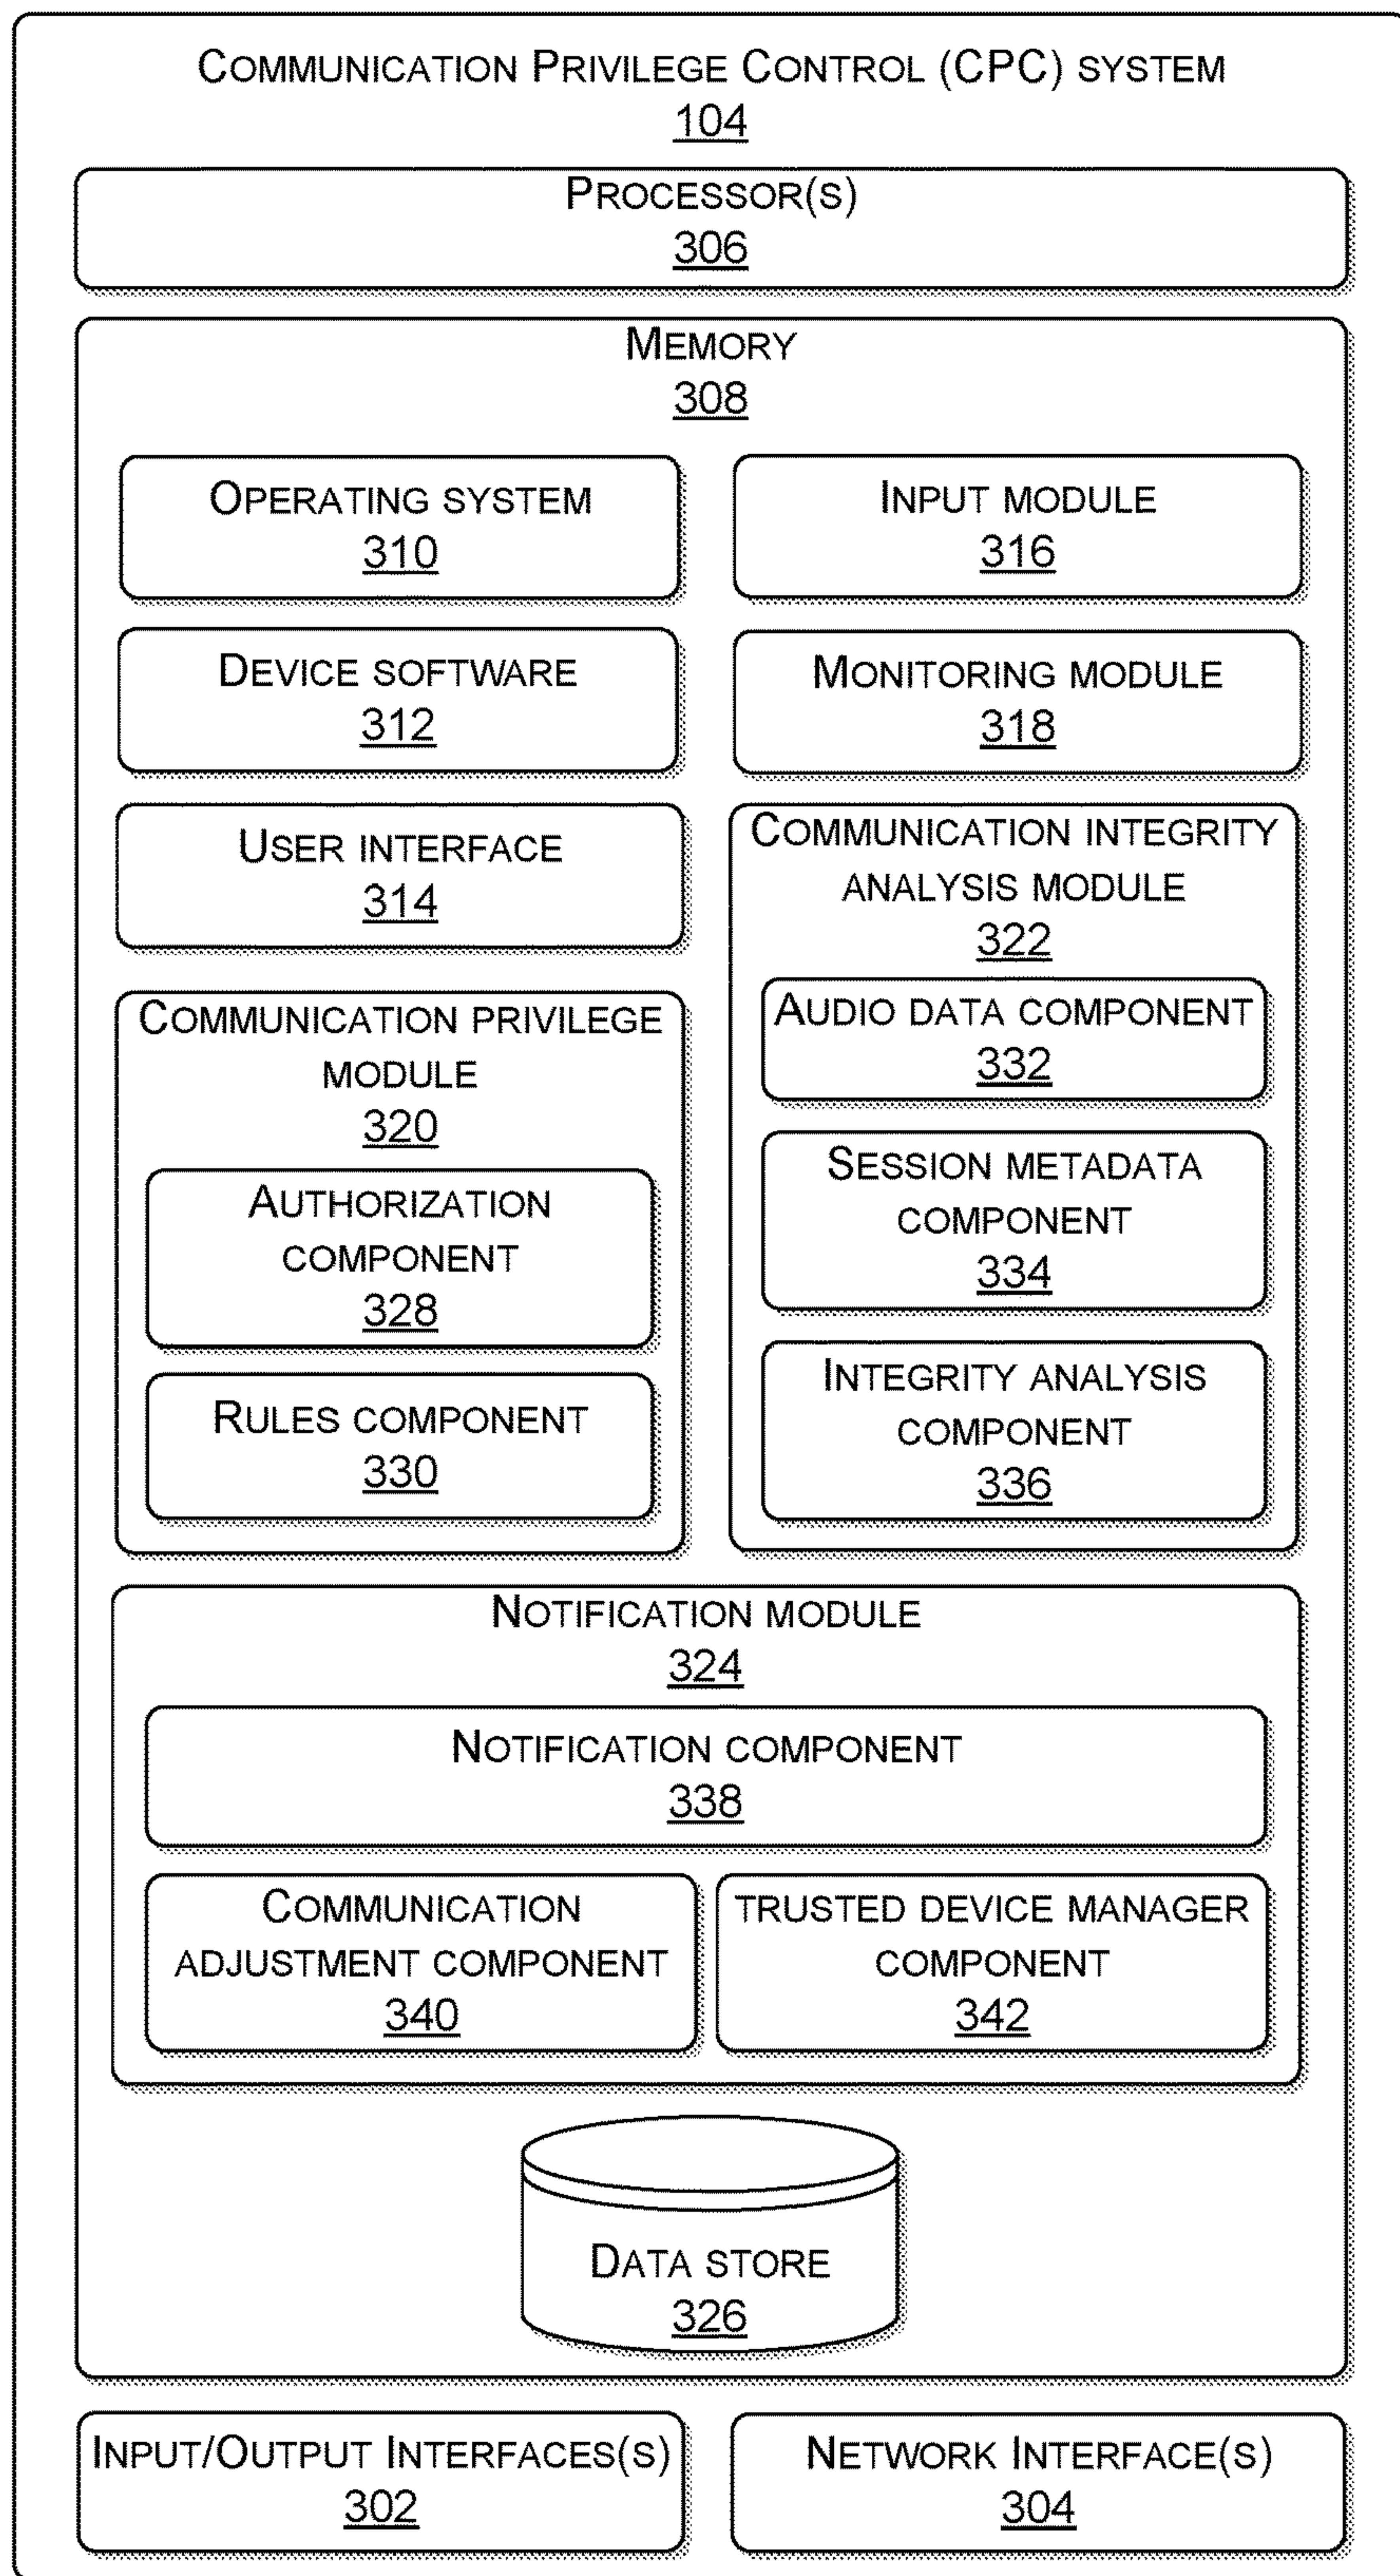 COMMUNICATION PRIVILEGE CONTROL (CPC) SYSTEM
104
PROCESSOR(S)
306
MEMORY
308
OPERATING SYSTEM
310
INPUT MODULE
316
DEVICE SOFTWARE
312
MONITORING MODULE
318
USER INTERFACE
314
COMMUNICATION INTEGRITY
ANALYSIS MODULE
322
AUDIO DATA COMPONENT
332
SESSION METADATA
COMPONENT
334
INTEGRITY ANALYSIS
COMPONENT
336
COMMUNICATION PRIVILEGE
MODULE
320
AUTHORIZATION
COMPONENT
328
RULES COMPONENT
330
NOTIFICATION MODULE
324
NOTIFICATION COMPONENT
338
COMMUNICATION
ADJUSTMENT COMPONENT
340
TRUSTED DEVICE MANAGER
COMPONENT
342
DATA STORE
326
INPUT/OUTPUT INTERFACES(S)
302
NETWORK INTERFACE(S)
304